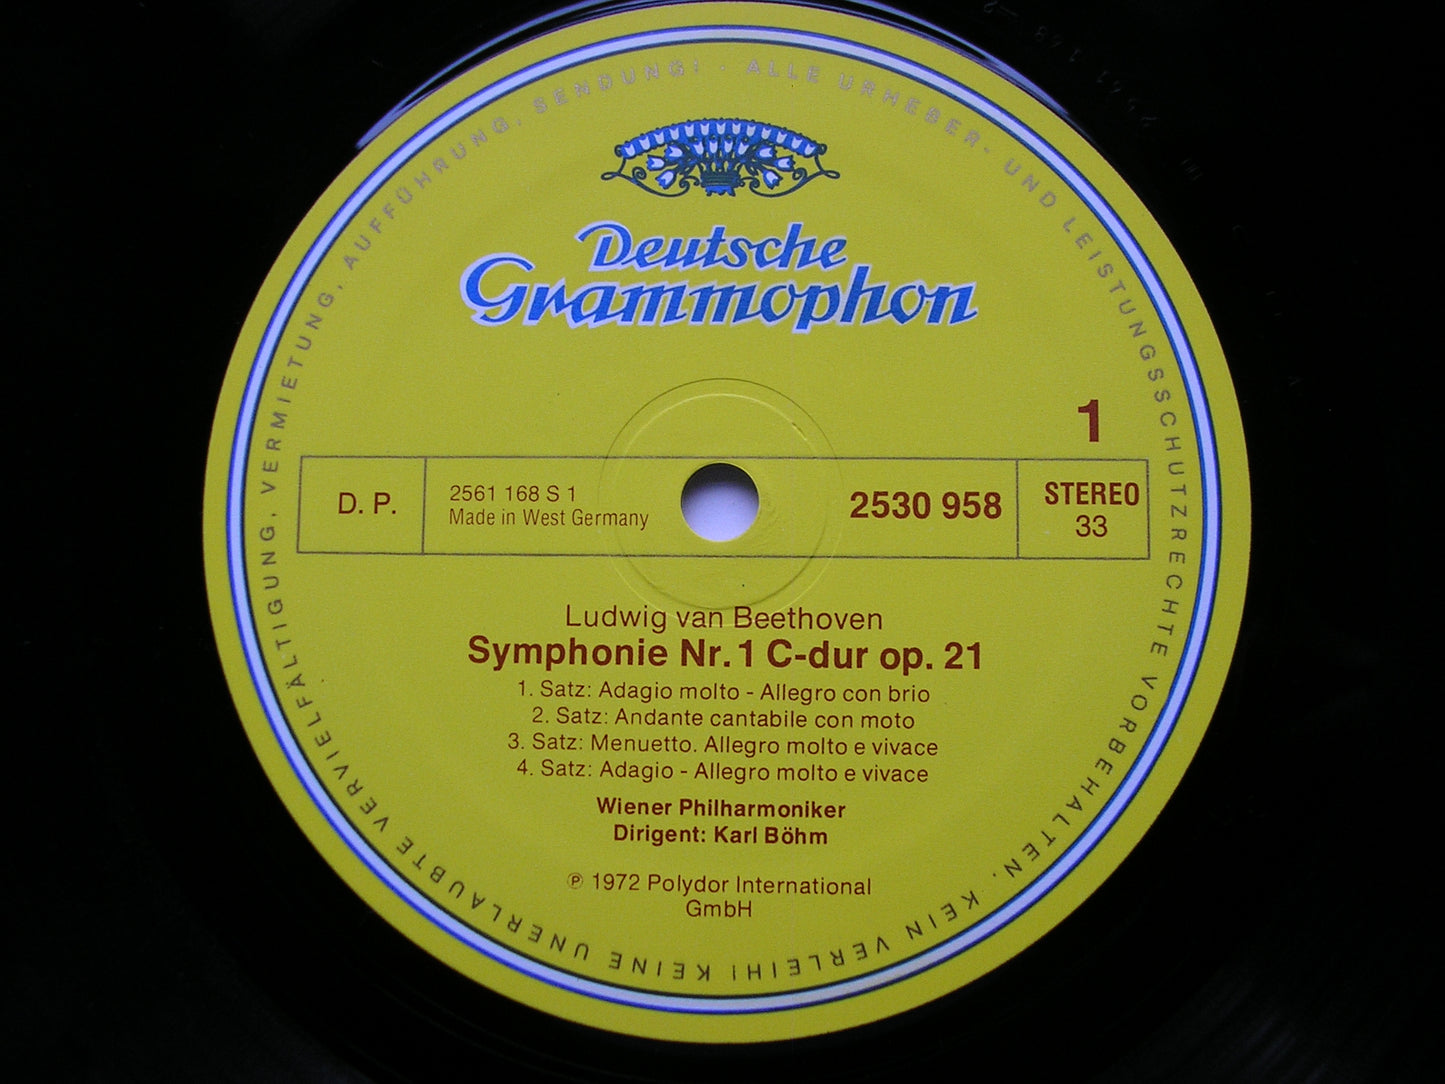 ALLE URHEBER- UND LEISTUNGSSCHUTZRECHTE VORBEHALTEN. KEIN VERLEIH! KEINE UNERLAUBTE VERVIELFÄLTIGUNG, VERMIETUNG, AUFFÜHRUNG, SENDUNG! ·
Deutsche
Grammophon
1
D. P.
2561 168 S 1
Made in West Germany
2530 958
STEREO
33
Ludwig van Beethoven
Symphonie Nr. 1 C-dur op. 21
1. Satz: Adagio molto - Allegro con brio
2. Satz: Andante cantabile con moto
3. Satz: Menuetto. Allegro molto e vivace
4. Satz: Adagio - Allegro molto e vivace
Wiener Philharmoniker
Dirigent: Karl Böhm
℗ 1972 Polydor International
GmbH